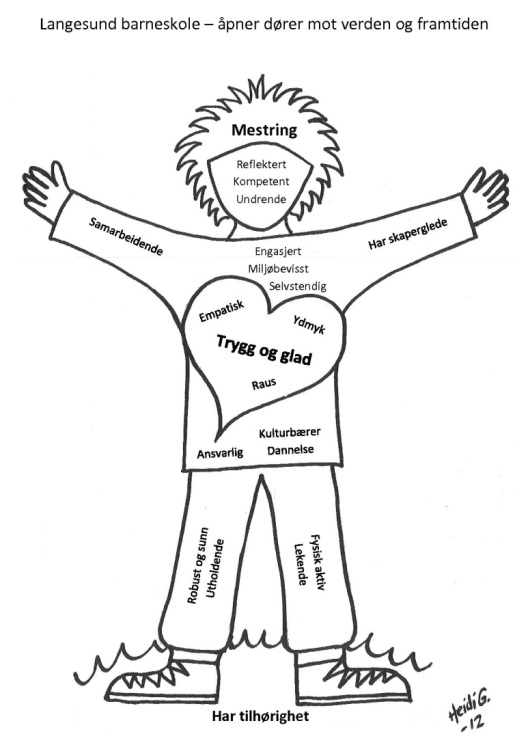 Langesund barneskole – åpner dører mot verden og framtiden
Mestring
Reflektert
Kompetent
Undrende
Samarbeidende
Har skaperglede
Engasjert
Miljøbevisst
Selvstendig
Empatisk
Ydmyk
Trygg og glad
Raus
Ansvarlig
Kulturbærer
Dannelse
Robust og sunn
Utholdende
Fysisk aktiv
Lekende
Har tilhørighet
Heidi G.
-12